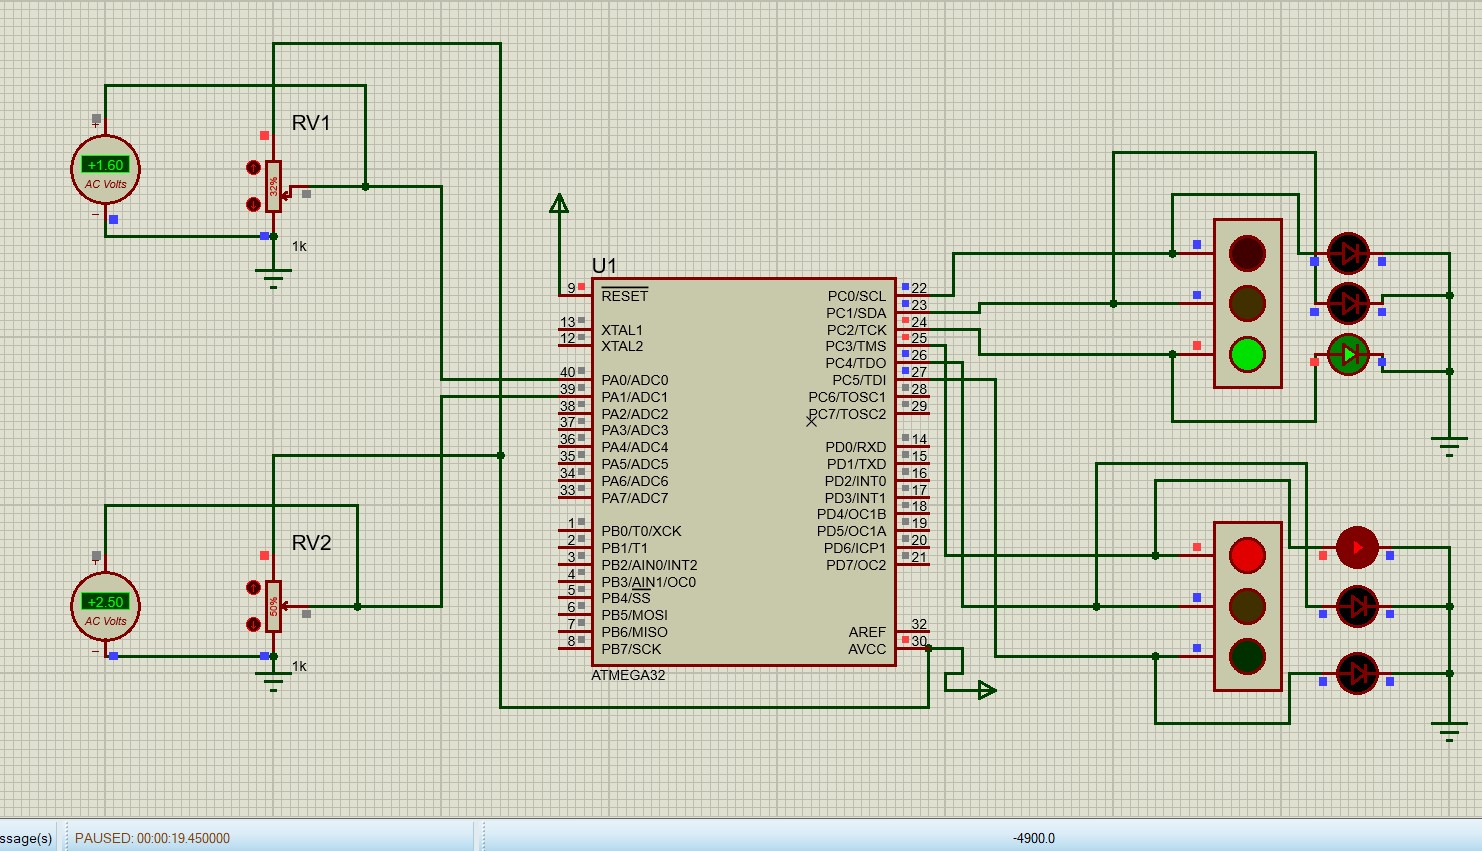 RV1
+1.60
AC Volts
32%
1k
U1
9 RESET
13 XTAL1
12 XTAL2
40 PA0/ADC0
39 PA1/ADC1
38 PA2/ADC2
37 PA3/ADC3
36 PA4/ADC4
35 PA5/ADC5
34 PA6/ADC6
33 PA7/ADC7
1 PB0/T0/XCK
2 PB1/T1
3 PB2/AIN0/INT2
4 PB3/AIN1/OC0
5 PB4/SS
6 PB5/MOSI
7 PB6/MISO
8 PB7/SCK
PC0/SCL 22
PC1/SDA 23
PC2/TCK 24
PC3/TMS 25
PC4/TDO 26
PC5/TDI 27
PC6/TOSC1 28
PC7/TOSC2 29
PD0/RXD 14
PD1/TXD 15
PD2/INT0 16
PD3/INT1 17
PD4/OC1B 18
PD5/OC1A 19
PD6/ICP1 20
PD7/OC2 21
AREF 32
AVCC 30
ATMEGA32
RV2
+2.50
AC Volts
50%
1k
ssage(s)
PAUSED: 00:00:19.450000
-4900.0